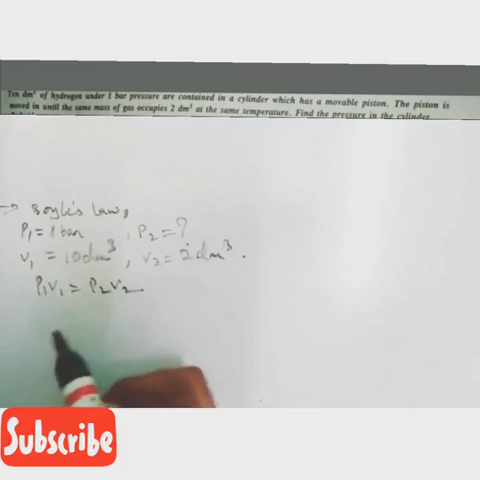 Ten dm³ of hydrogen under 1 bar pressure are contained in a cylinder which has a movable piston. The piston is
moved in until the same mass of gas occupies 2 dm³ at the same temperature. Find the pressure in the cylinder.
→ Boyle's law,
P₁ = 1 bar , P₂ = ?
V₁ = 10 dm³ , V₂ = 2 dm³.
P₁V₁ = P₂V₂
Subscribe